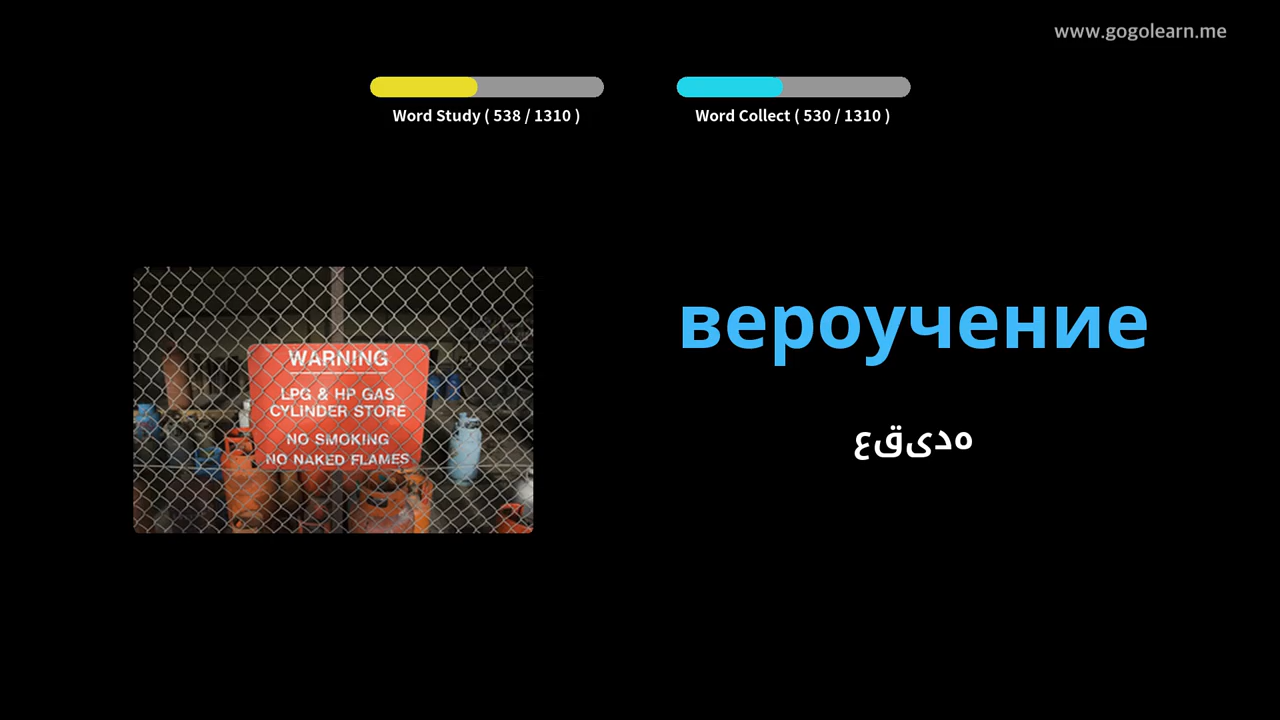 www.gogolearn.me
Word Study ( 538 / 1310 )
Word Collect ( 530 / 1310 )
WARNING
LPG & HP GAS
CYLINDER STORE
NO SMOKING
NO NAKED FLAMES
вероучение
عقیده